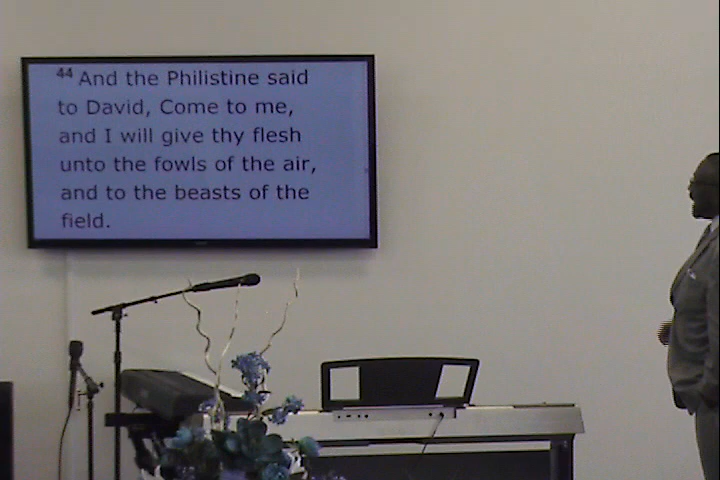 44 And the Philistine said
to David, Come to me,
and I will give thy flesh
unto the fowls of the air,
and to the beasts of the
field.